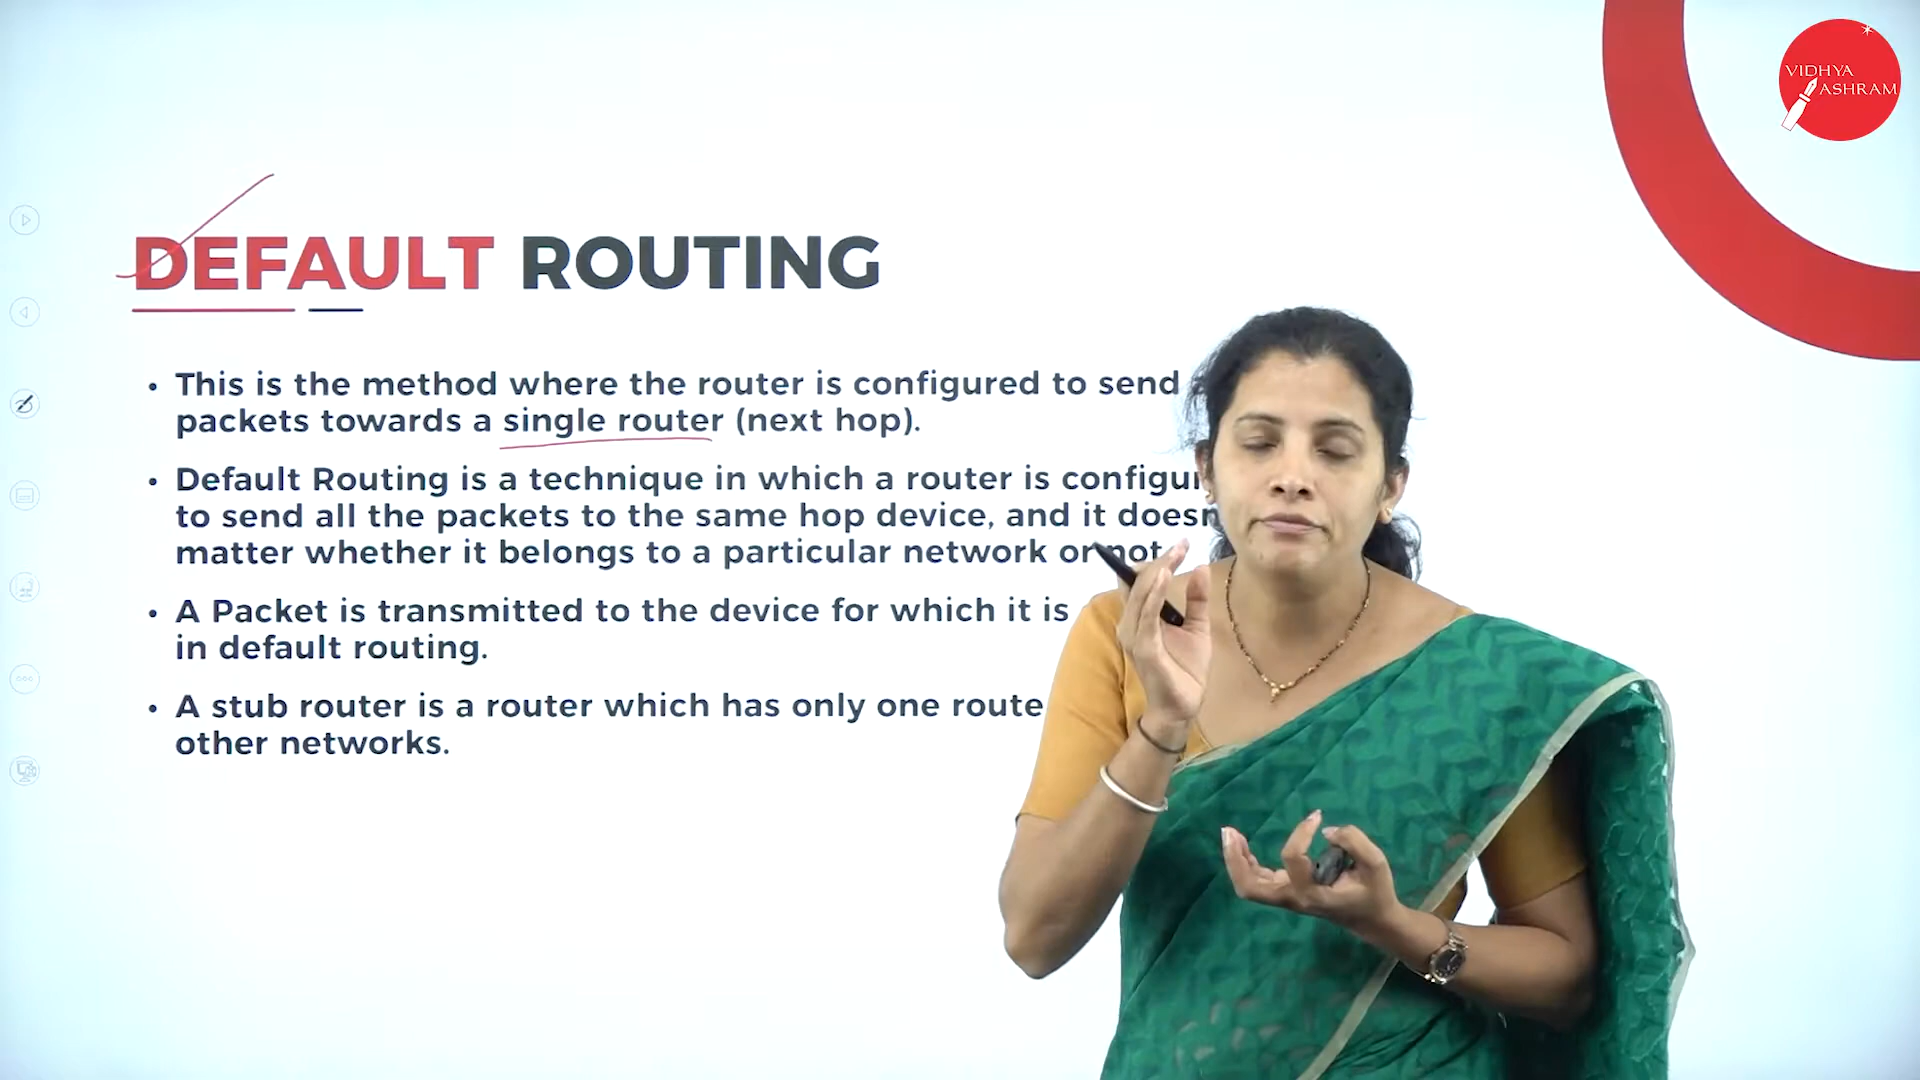 VIDHYA
ASHRAM
DEFAULT ROUTING
• This is the method where the router is configured to send
packets towards a single router (next hop).
• Default Routing is a technique in which a router is
to send all the packets to the same hop device, and it
matter whether it belongs to a particular network or not
• A Packet is transmitted to the device for which it is
in default routing.
• A stub router is a router which has only one route
other networks.